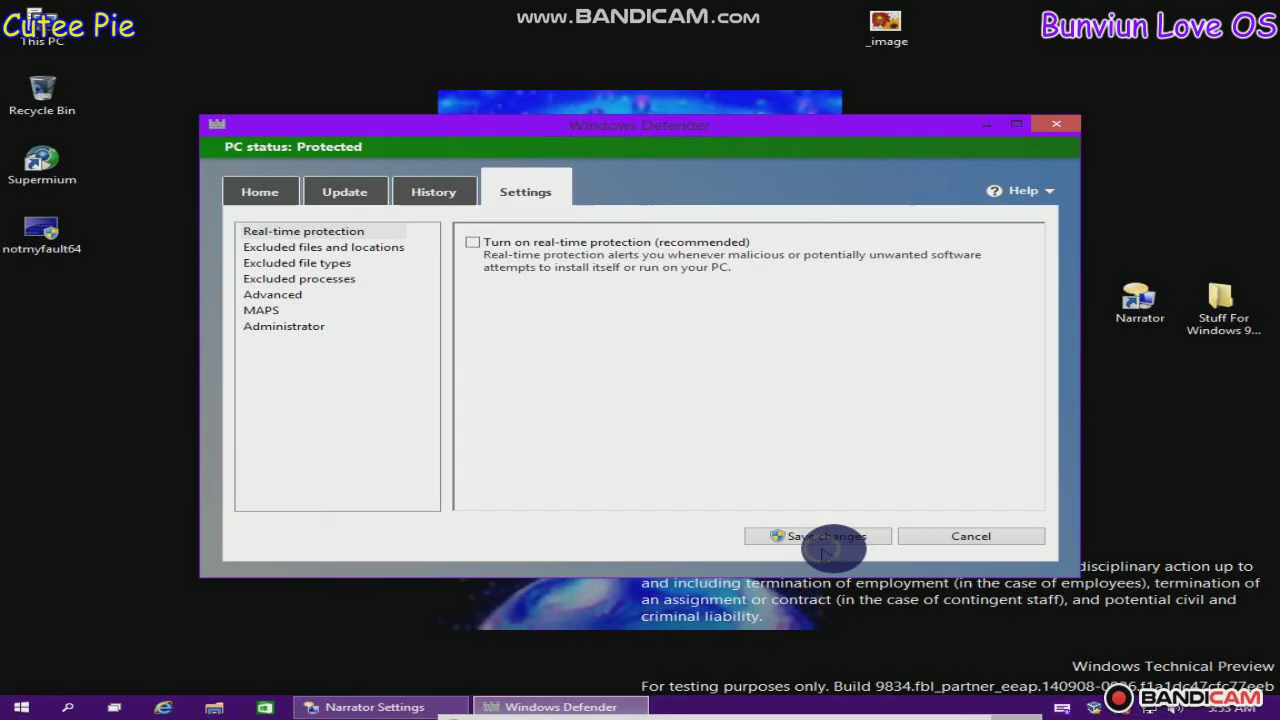 Cutee Pie
www.BANDICAM.com
Bunviun Love OS
This PC
_image
Recycle Bin
Supermium
notmyfault64
Narrator
Stuff For
Windows 9...
Windows Defender
PC status: Protected
Home
Update
History
Settings
Help
Real-time protection
Excluded files and locations
Excluded file types
Excluded processes
Advanced
MAPS
Administrator
Turn on real-time protection (recommended)
Real-time protection alerts you whenever malicious or potentially unwanted software
attempts to install itself or run on your PC.
Save changes
Cancel
disciplinary action up to
and including termination of employment (in the case of employees), termination of
an assignment or contract (in the case of contingent staff), and potential civil and
criminal liability.
Windows Technical Preview
For testing purposes only. Build 9834.fbl_partner_eeap.140908-0
Narrator Settings
Windows Defender
BANDICAM